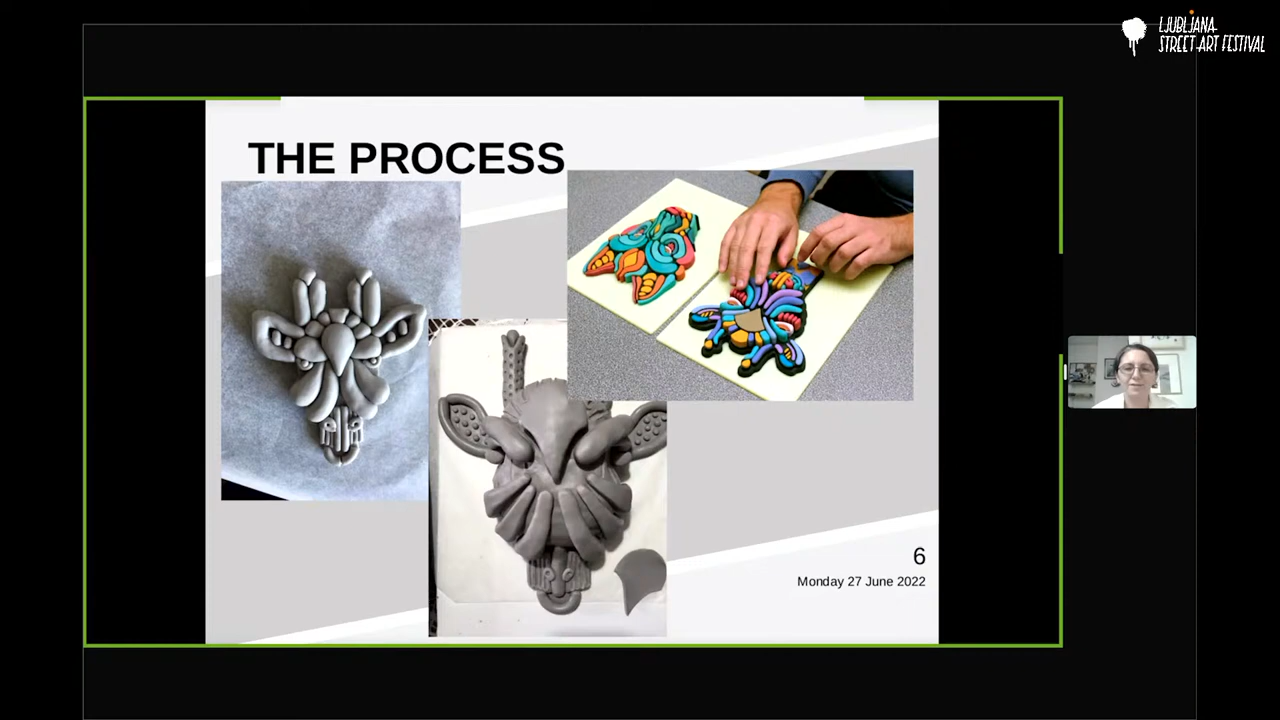 LJUBLJANA
STREET ART FESTIVAL
THE PROCESS
6
Monday 27 June 2022